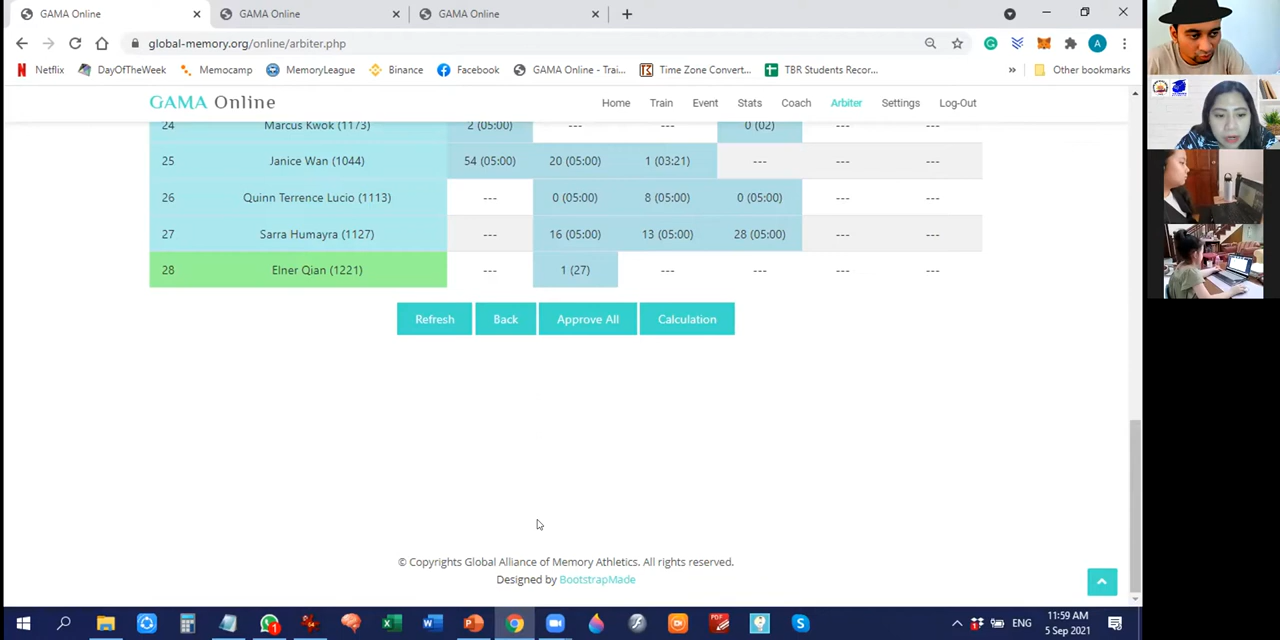 GAMA Online
GAMA Online
GAMA Online
global-memory.org/online/arbiter.php
Netflix
DayOfTheWeek
Memocamp
MemoryLeague
Binance
Facebook
GAMA Online - Trai...
Time Zone Convert...
TBR Students Recor...
»
Other bookmarks
GAMA Online
Home
Train
Event
Stats
Coach
Arbiter
Settings
Log-Out
24 Marcus Kwok (1173) 2 (05:00) --- --- 0 (02) --- ---
25 Janice Wan (1044) 54 (05:00) 20 (05:00) 1 (03:21) --- --- ---
26 Quinn Terrence Lucio (1113) --- 0 (05:00) 8 (05:00) 0 (05:00) --- ---
27 Sarra Humayra (1127) --- 16 (05:00) 13 (05:00) 28 (05:00) --- ---
28 Elner Qian (1221) --- 1 (27) --- --- --- ---
Refresh
Back
Approve All
Calculation
© Copyrights Global Alliance of Memory Athletics. All rights reserved.
Designed by BootstrapMade
ENG
11:59 AM
5 Sep 2021